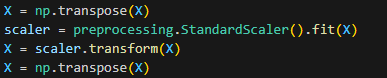 X = np.transpose(X)
scaler = preprocessing.StandardScaler().fit(X)
X = scaler.transform(X)
X = np.transpose(X)